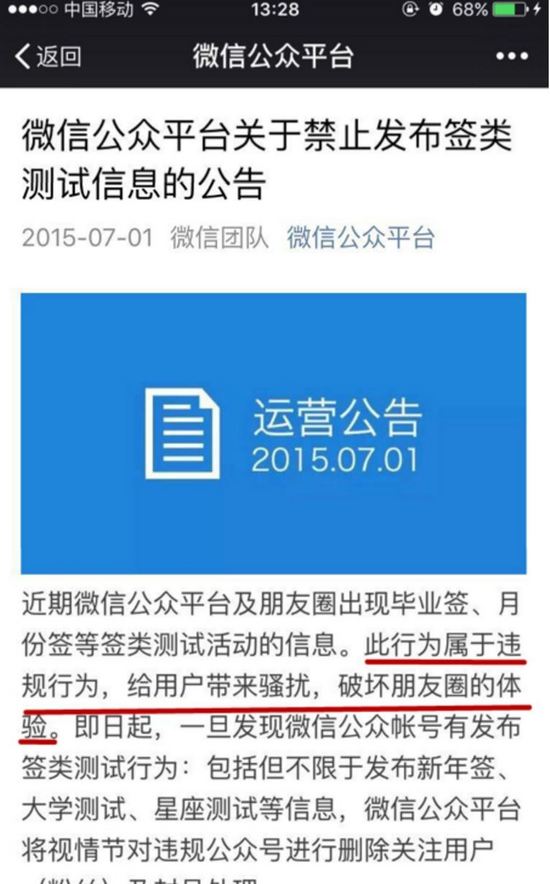 中国移动 13:28 68%
返回 微信公众平台
微信公众平台关于禁止发布签类
测试信息的公告
2015-07-01 微信团队 微信公众平台
运营公告
2015.07.01
近期微信公众平台及朋友圈出现毕业签、月
份签等签类测试活动的信息。此行为属于违
规行为，给用户带来骚扰，破坏朋友圈的体
验。即日起，一旦发现微信公众帐号有发布
签类测试行为：包括但不限于发布新年签、
大学测试、星座测试等信息，微信公众平台
将视情节对违规公众号进行删除关注用户